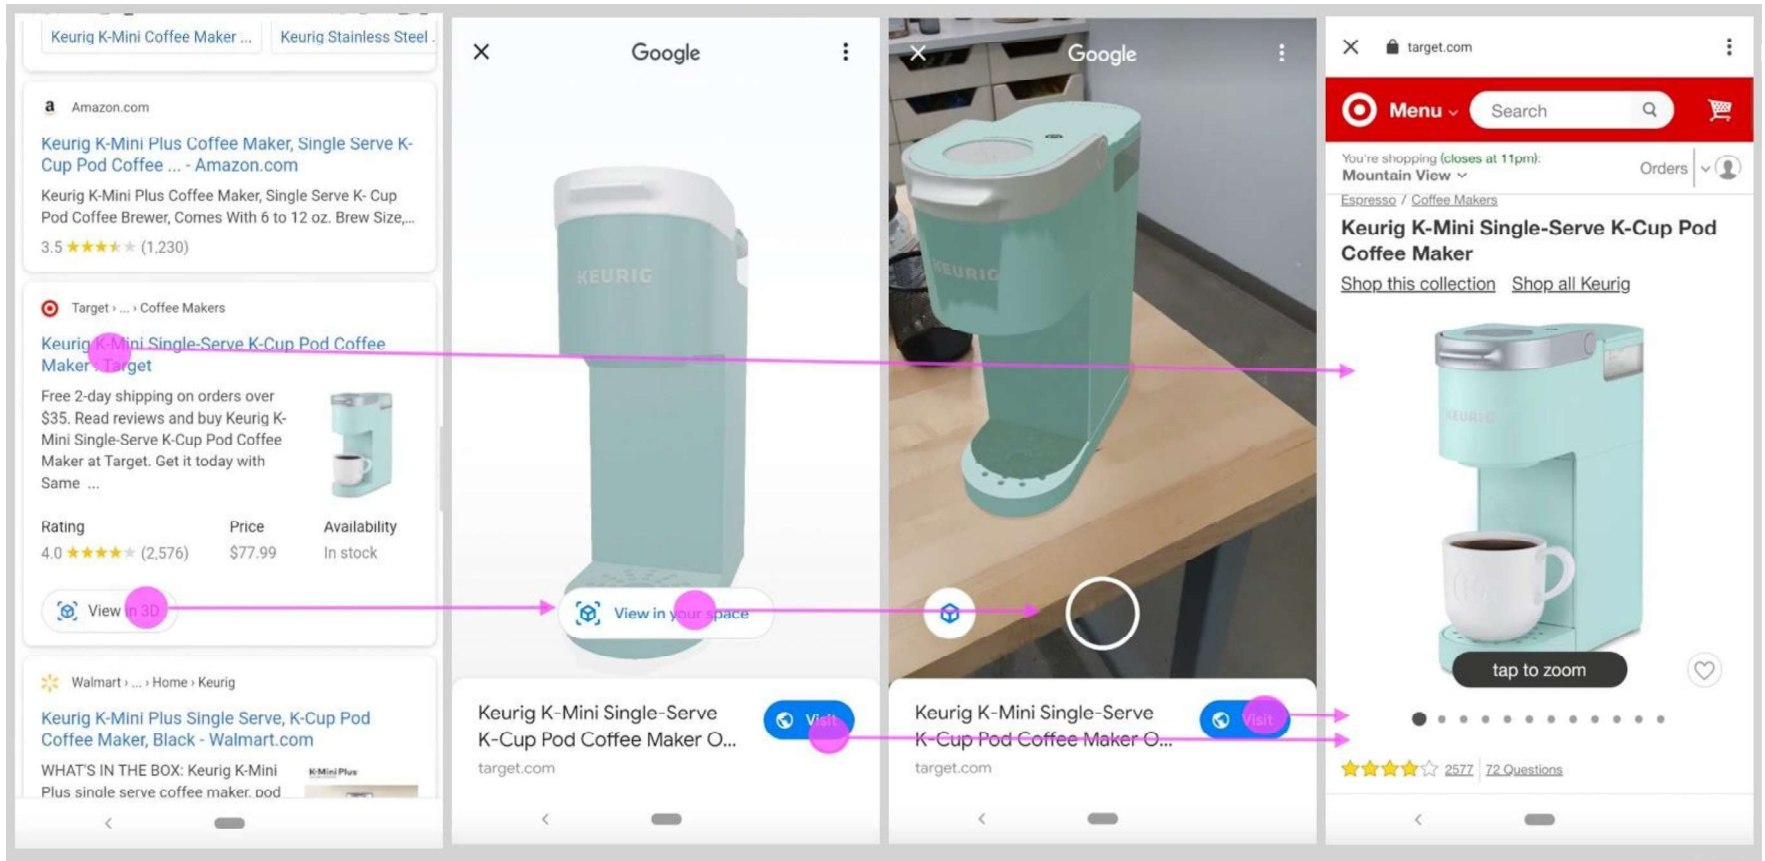 Keurig K-Mini Coffee Maker ...
Keurig Stainless Steel .
a Amazon.com
Keurig K-Mini Plus Coffee Maker, Single Serve K-
Cup Pod Coffee ... - Amazon.com
Keurig K-Mini Plus Coffee Maker, Single Serve K- Cup
Pod Coffee Brewer, Comes With 6 to 12 oz. Brew Size,...
3.5 ★★★★★ (1,230)
Target › ... › Coffee Makers
Keurig K-Mini Single-Serve K-Cup Pod Coffee
Maker : Target
Free 2-day shipping on orders over
$35. Read reviews and buy Keurig K-
Mini Single-Serve K-Cup Pod Coffee
Maker at Target. Get it today with
Same ...
Rating Price Availability
4.0 ★★★★★ (2,576) $77.99 In stock
View in 3D
Walmart › ... › Home › Keurig
Keurig K-Mini Plus Single Serve, K-Cup Pod
Coffee Maker, Black - Walmart.com
WHAT'S IN THE BOX: Keurig K-Mini
Plus single serve coffee maker, pod
K-Mini Plus
Google
KEURIG
View in your space
Keurig K-Mini Single-Serve
K-Cup Pod Coffee Maker O...
target.com
Visit
Google
KEURIG
Keurig K-Mini Single-Serve
K-Cup Pod Coffee Maker O...
target.com
Visit
target.com
Menu
Search
You're shopping (closes at 11pm):
Mountain View
Orders
Espresso / Coffee Makers
Keurig K-Mini Single-Serve K-Cup Pod
Coffee Maker
Shop this collection Shop all Keurig
KEURIG
tap to zoom
2577 72 Questions